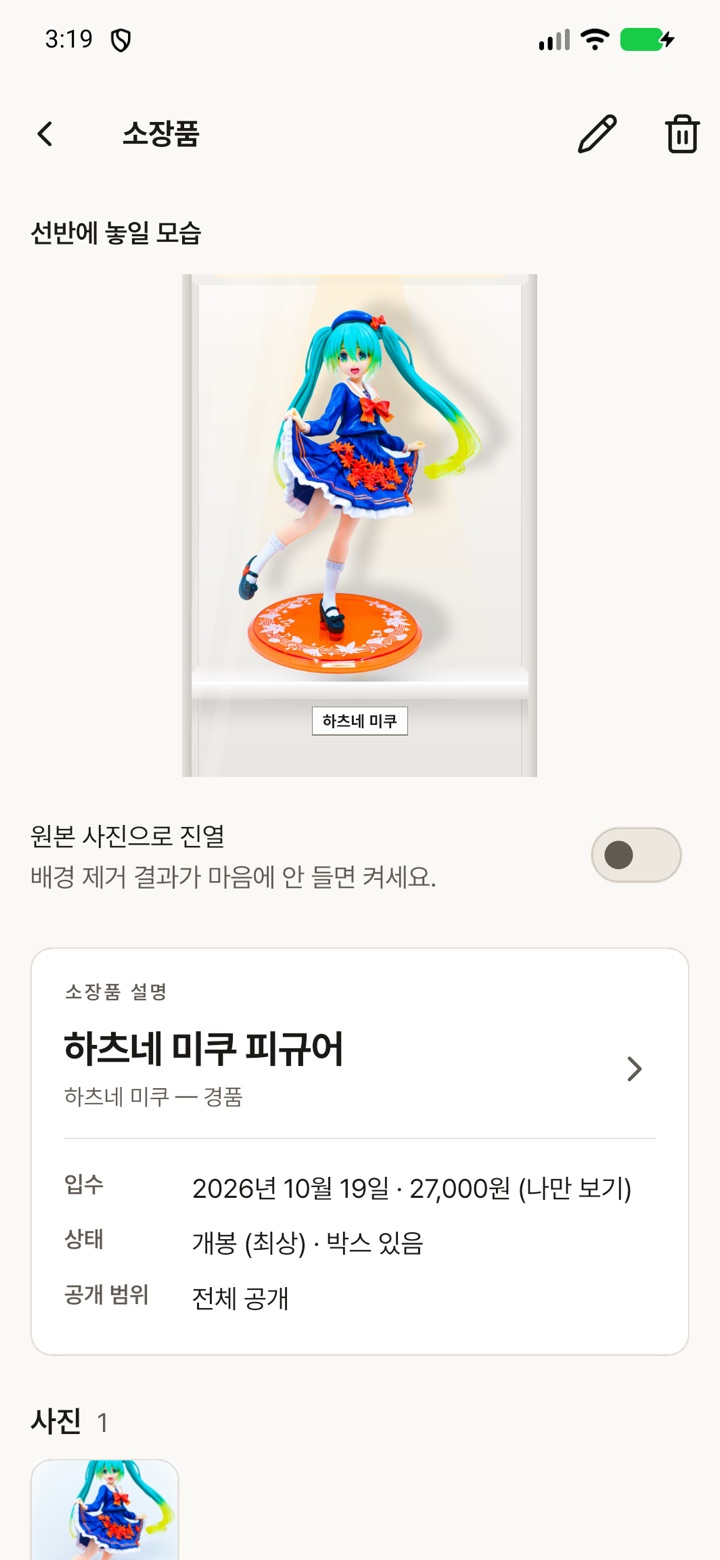 3:19
소장품
선반에 놓일 모습
하츠네 미쿠
원본 사진으로 진열
배경 제거 결과가 마음에 안 들면 켜세요.
소장품 설명
하츠네 미쿠 피규어
하츠네 미쿠 — 경품
입수 2026년 10월 19일 · 27,000원 (나만 보기)
상태 개봉 (최상) · 박스 있음
공개 범위 전체 공개
사진 1